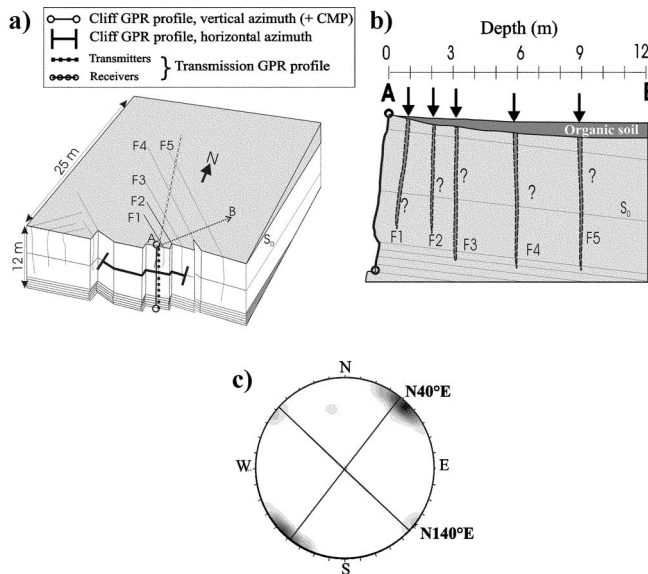 a)
Cliff GPR profile, vertical azimuth (+ CMP)
Cliff GPR profile, horizontal azimuth
Transmitters
Receivers
Transmission GPR profile
25 m
12 m
F4 F5
F3
F2
F1
N
A
B
S₀
b)
Depth (m)
0 3 6 9 12
A
Organic soil
? ? ? ? ?
S₀
F1 F2 F3 F4 F5
c)
N
N40°E
W E
N140°E
S